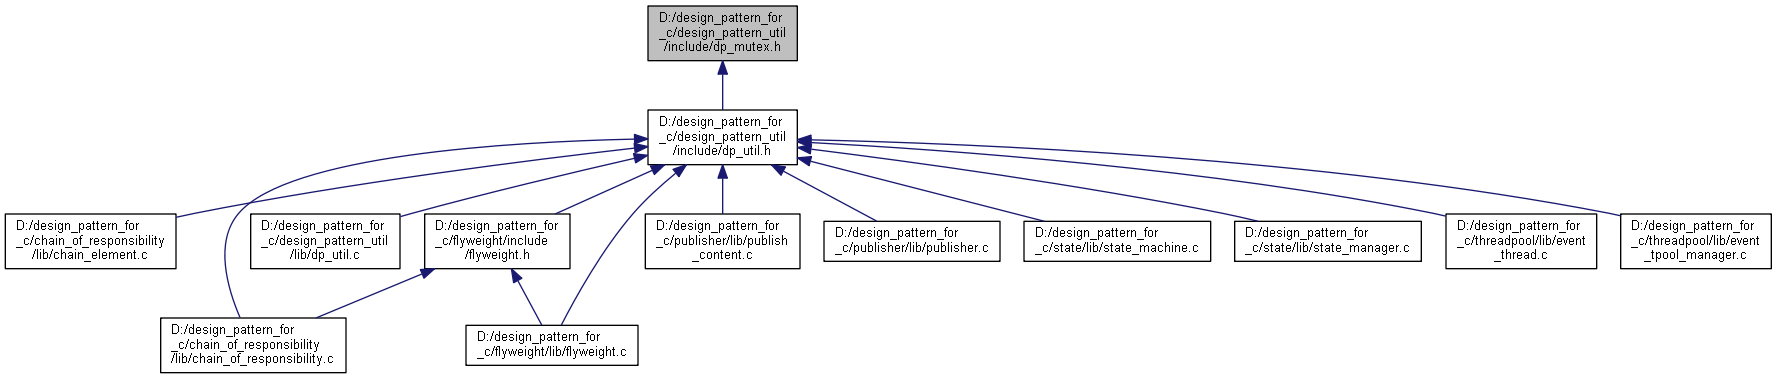 D:/design_pattern_for
_c/design_pattern_util
/include/dp_mutex.h
D:/design_pattern_for
_c/design_pattern_util
/include/dp_util.h
D:/design_pattern_for
_c/chain_of_responsibility
/lib/chain_element.c
D:/design_pattern_for
_c/design_pattern_util
/lib/dp_util.c
D:/design_pattern_for
_c/flyweight/include
/flyweight.h
D:/design_pattern_for
_c/publisher/lib/publish
_content.c
D:/design_pattern_for
_c/publisher/lib/publisher.c
D:/design_pattern_for
_c/state/lib/state_machine.c
D:/design_pattern_for
_c/state/lib/state_manager.c
D:/design_pattern_for
_c/threadpool/lib/event
_thread.c
D:/design_pattern_for
_c/threadpool/lib/event
_tpool_manager.c
D:/design_pattern_for
_c/chain_of_responsibility
/lib/chain_of_responsibility.c
D:/design_pattern_for
_c/flyweight/lib/flyweight.c